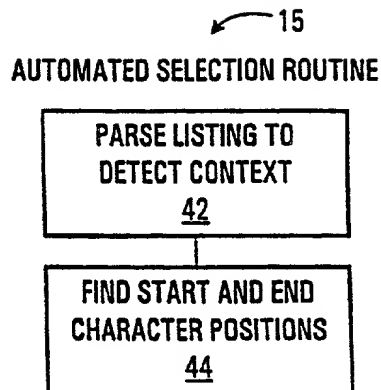 15
AUTOMATED SELECTION ROUTINE
PARSE LISTING TO
DETECT CONTEXT
42
FIND START AND END
CHARACTER POSITIONS
44